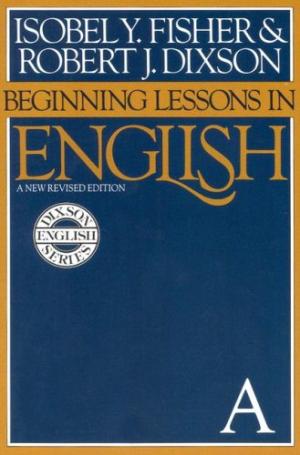 ISOBEL Y. FISHER &
ROBERT J. DIXSON
BEGINNING LESSONS IN
ENGLISH
A NEW REVISED EDITION
DIXSON
ENGLISH
SERIES
A